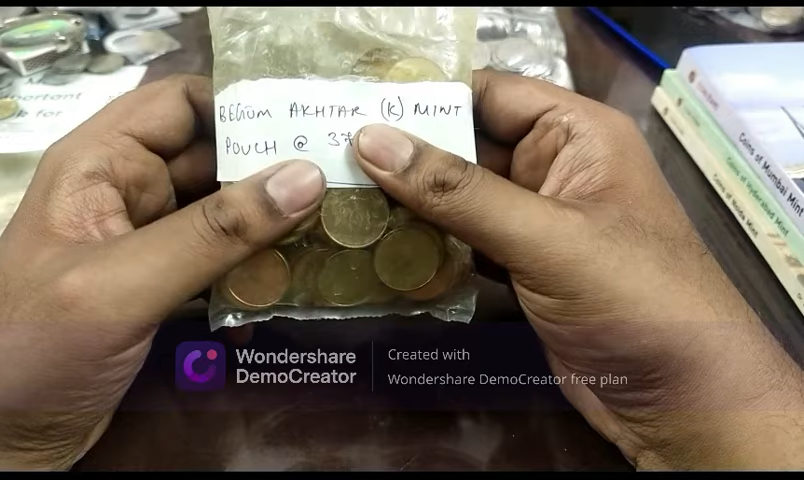 BEGUM AKHTAR (K) MINT
POUCH @ 37
Wondershare
DemoCreator
Created with
Wondershare DemoCreator free plan
Coins of Mumbai Mint
Coins of Hyderabad Mint
Coins of Noida Mint